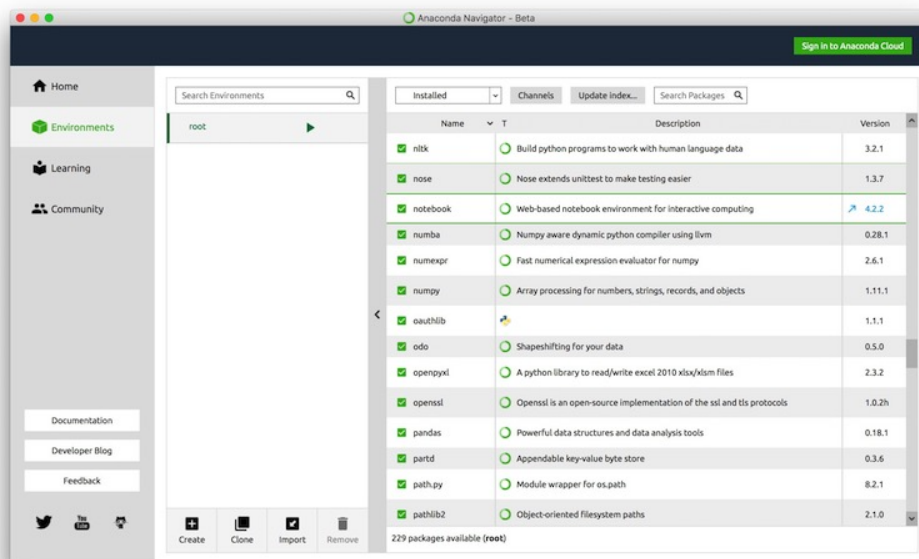 Anaconda Navigator - Beta
Sign in to Anaconda Cloud
Home
Environments
Learning
Community
Documentation
Developer Blog
Feedback
You Tube
Search Environments
root
Create Clone Import Remove
Installed Channels Update index... Search Packages
Name T Description Version
nltk Build python programs to work with human language data 3.2.1
nose Nose extends unittest to make testing easier 1.3.7
notebook Web-based notebook environment for interactive computing 4.2.2
numba Numpy aware dynamic python compiler using llvm 0.28.1
numexpr Fast numerical expression evaluator for numpy 2.6.1
numpy Array processing for numbers, strings, records, and objects 1.11.1
oauthlib 1.1.1
odo Shapeshifting for your data 0.5.0
openpyxl A python library to read/write excel 2010 xlsx/xlsm files 2.3.2
openssl Openssl is an open-source implementation of the ssl and tls protocols 1.0.2h
pandas Powerful data structures and data analysis tools 0.18.1
partd Appendable key-value byte store 0.3.6
path.py Module wrapper for os.path 8.2.1
pathlib2 Object-oriented filesystem paths 2.1.0
229 packages available (root)